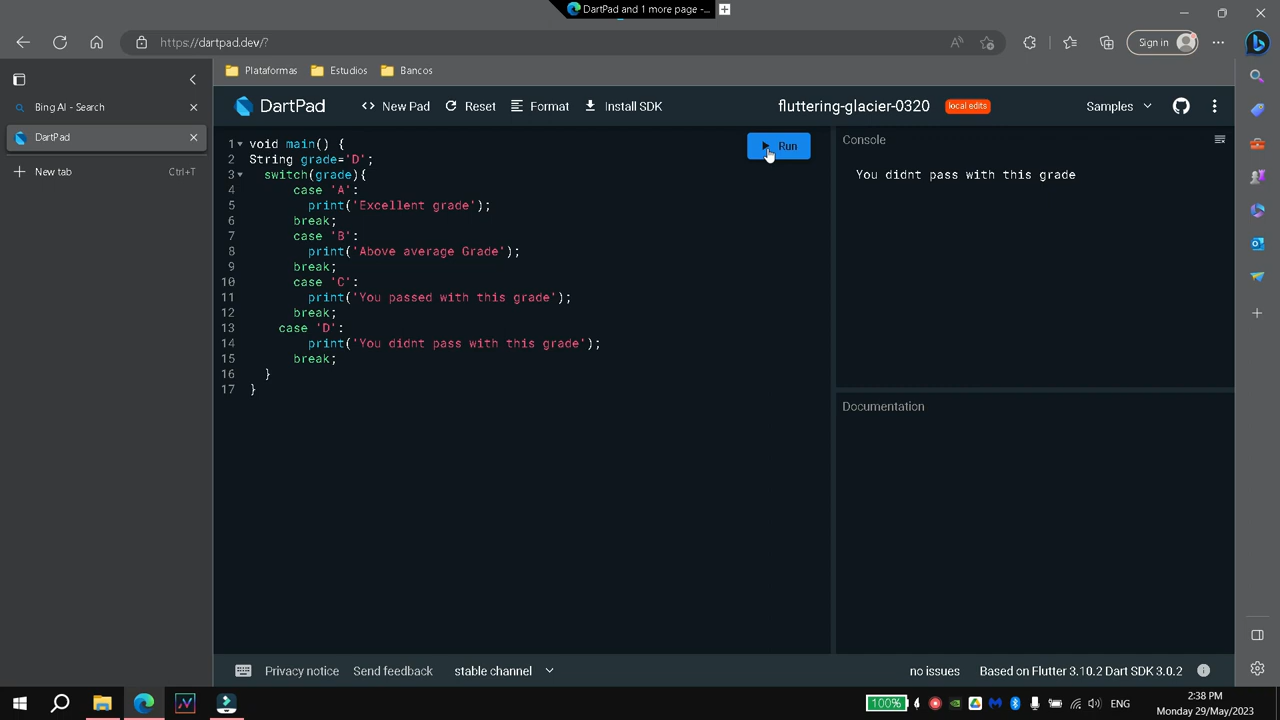 DartPad and 1 more page -...
https://dartpad.dev/?
Sign in
Plataformas Estudios Bancos
Bing AI - Search
DartPad
New tab Ctrl+T
DartPad <> New Pad Reset Format Install SDK fluttering-glacier-0320 local edits Samples
Run
1 void main() {
2 String grade='D';
3 switch(grade){
4 case 'A':
5 print('Excellent grade');
6 break;
7 case 'B':
8 print('Above average Grade');
9 break;
10 case 'C':
11 print('You passed with this grade');
12 break;
13 case 'D':
14 print('You didnt pass with this grade');
15 break;
16 }
17 }
Console
You didnt pass with this grade
Documentation
Privacy notice Send feedback stable channel no issues Based on Flutter 3.10.2 Dart SDK 3.0.2
100% ENG
2:38 PM
Monday 29/May/2023